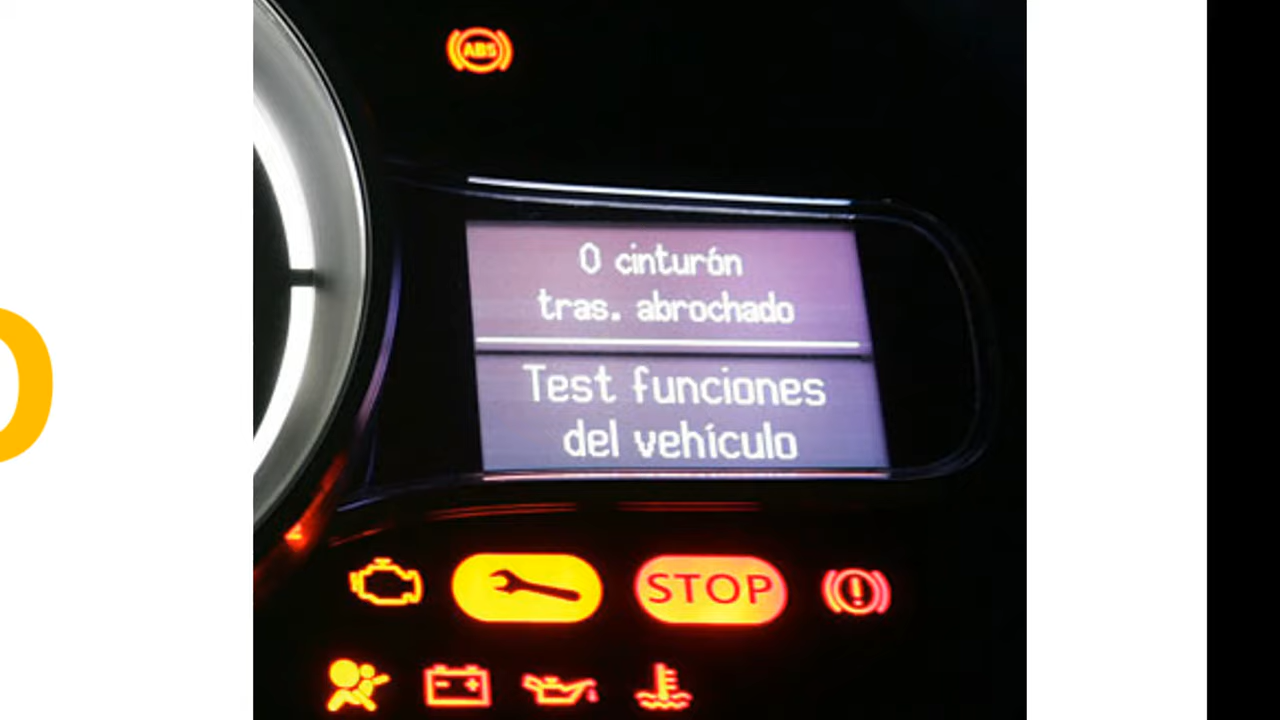 ABS
0 cinturón
tras. abrochado
Test funciones
del vehículo
STOP